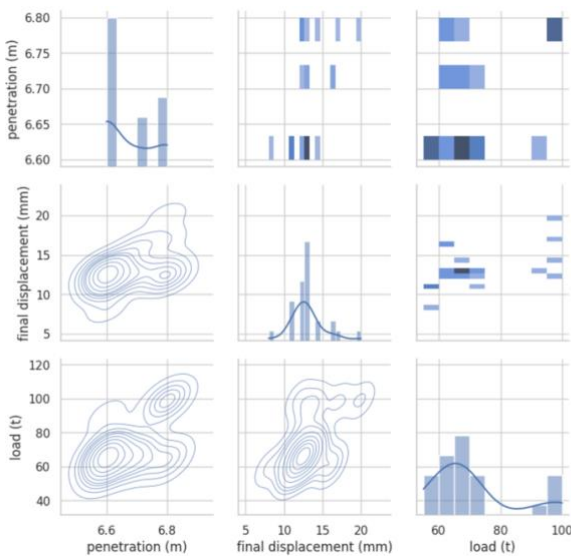 penetration (m)
6.80
6.75
6.70
6.65
6.60
final displacement (mm)
20
15
10
5
load (t)
120
100
80
60
40
6.6 6.8
5 10 15 20
60 80 100
penetration (m) final displacement (mm) load (t)